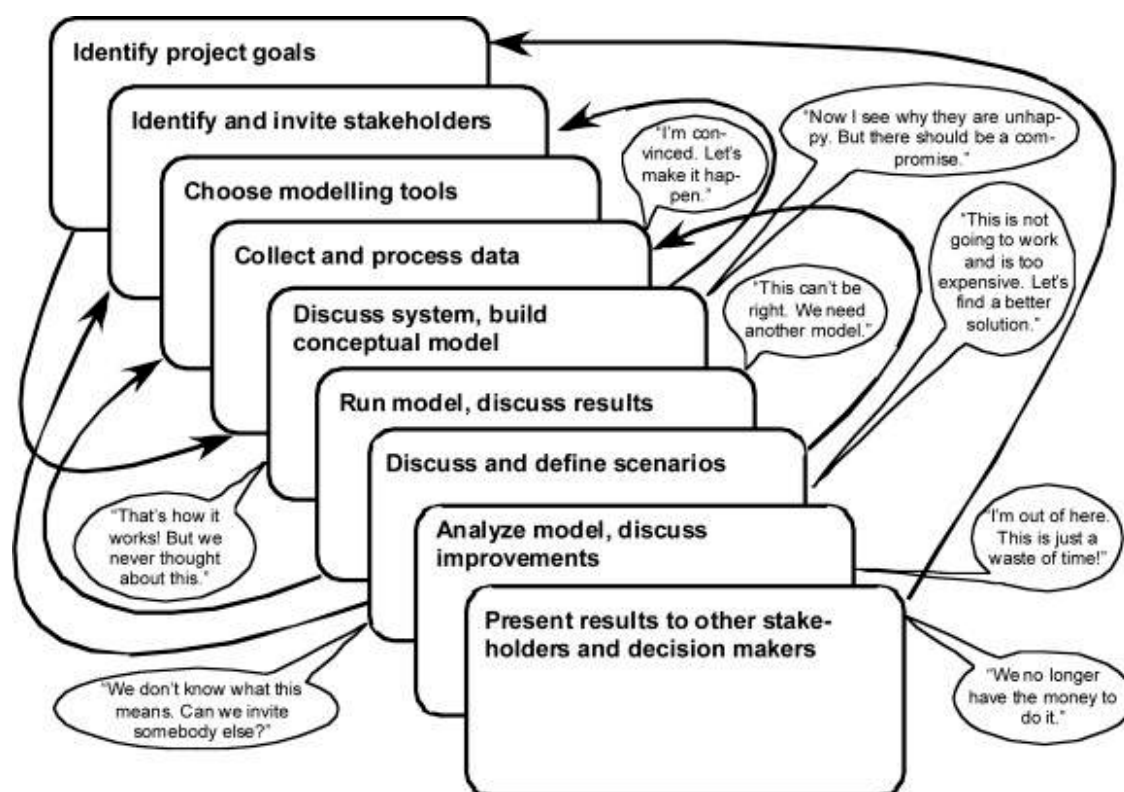 Identify project goals
Identify and invite stakeholders
Choose modelling tools
Collect and process data
Discuss system, build
conceptual model
Run model, discuss results
Discuss and define scenarios
Analyze model, discuss
improvements
Present results to other stake-
holders and decision makers
"I'm con-
vinced. Let's
make it hap-
pen."
"Now I see why they are unhap-
py. But there should be a com-
promise."
"This is not
going to work
and is too
expensive. Let's
find a better
solution."
"This can't be
right. We need
another model."
"That's how it
works! But we
never thought
about this."
"I'm out of here.
This is just a
waste of time!"
"We don't know what this
means. Can we invite
somebody else?"
"We no longer
have the money to
do it."